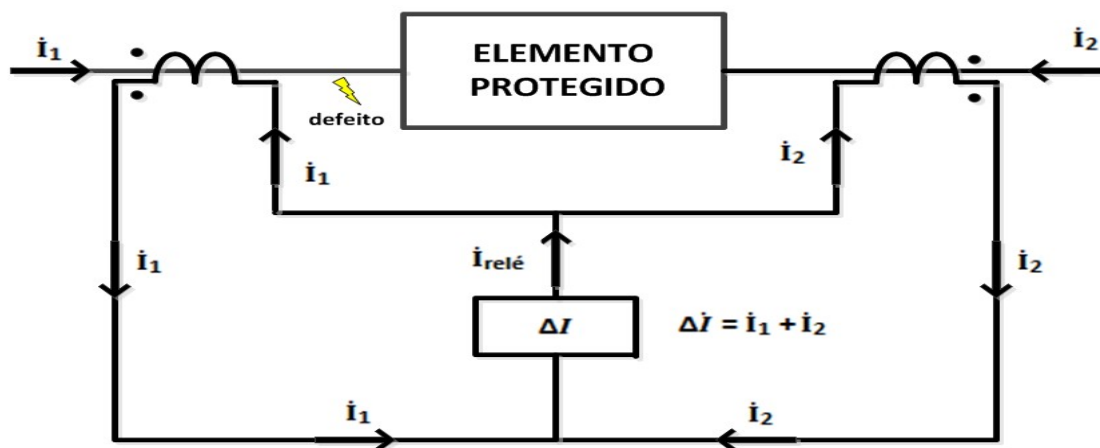 İ₁
ELEMENTO
PROTEGIDO
İ₂
defeito
İ₁
İ₂
İ₁
İrelé
İ₂
ΔI
Δİ = İ₁ + İ₂
İ₁
İ₂